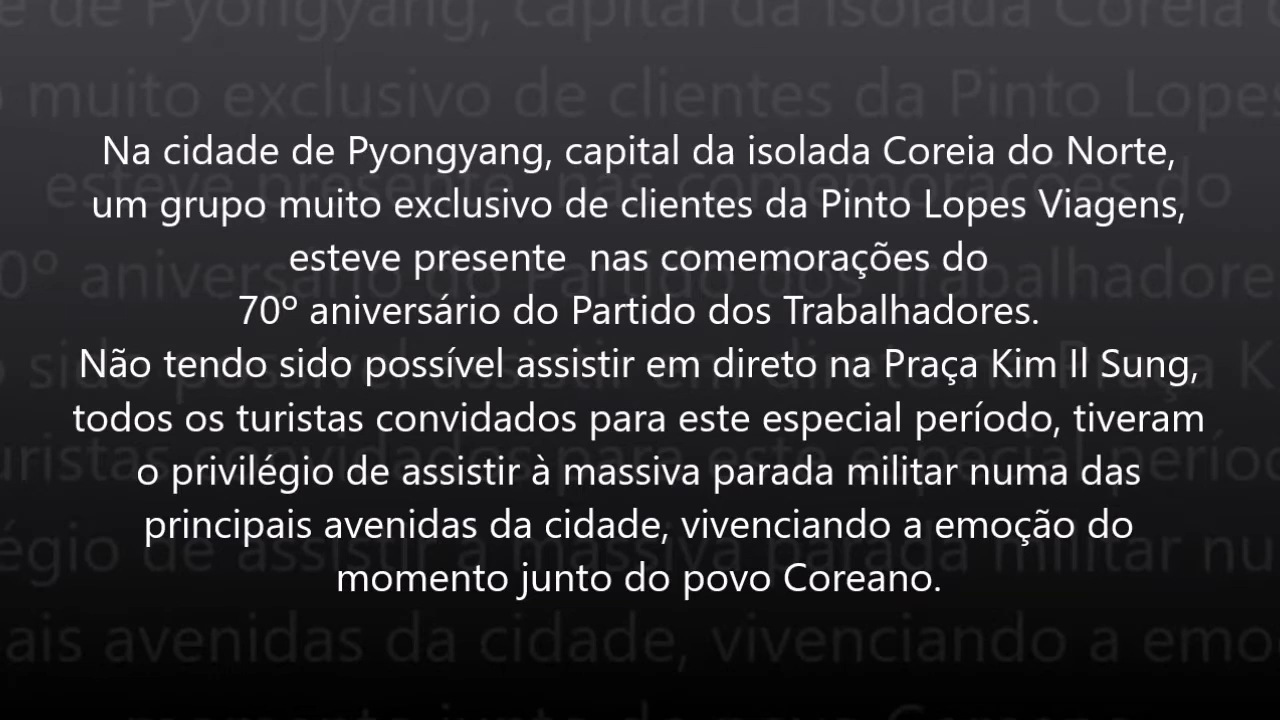 Na cidade de Pyongyang, capital da isolada Coreia do Norte,
um grupo muito exclusivo de clientes da Pinto Lopes Viagens,
esteve presente  nas comemorações do
70º aniversário do Partido dos Trabalhadores.
Não tendo sido possível assistir em direto na Praça Kim Il Sung,
todos os turistas convidados para este especial período, tiveram
o privilégio de assistir à massiva parada militar numa das
principais avenidas da cidade, vivenciando a emoção do
momento junto do povo Coreano.